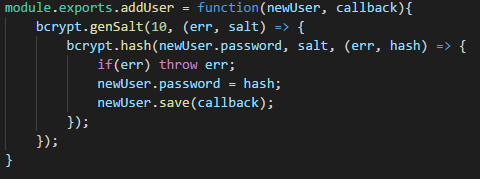 module.exports.addUser = function(newUser, callback){
    bcrypt.genSalt(10, (err, salt) => {
        bcrypt.hash(newUser.password, salt, (err, hash) => {
            if(err) throw err;
            newUser.password = hash;
            newUser.save(callback);
        });
    });
}